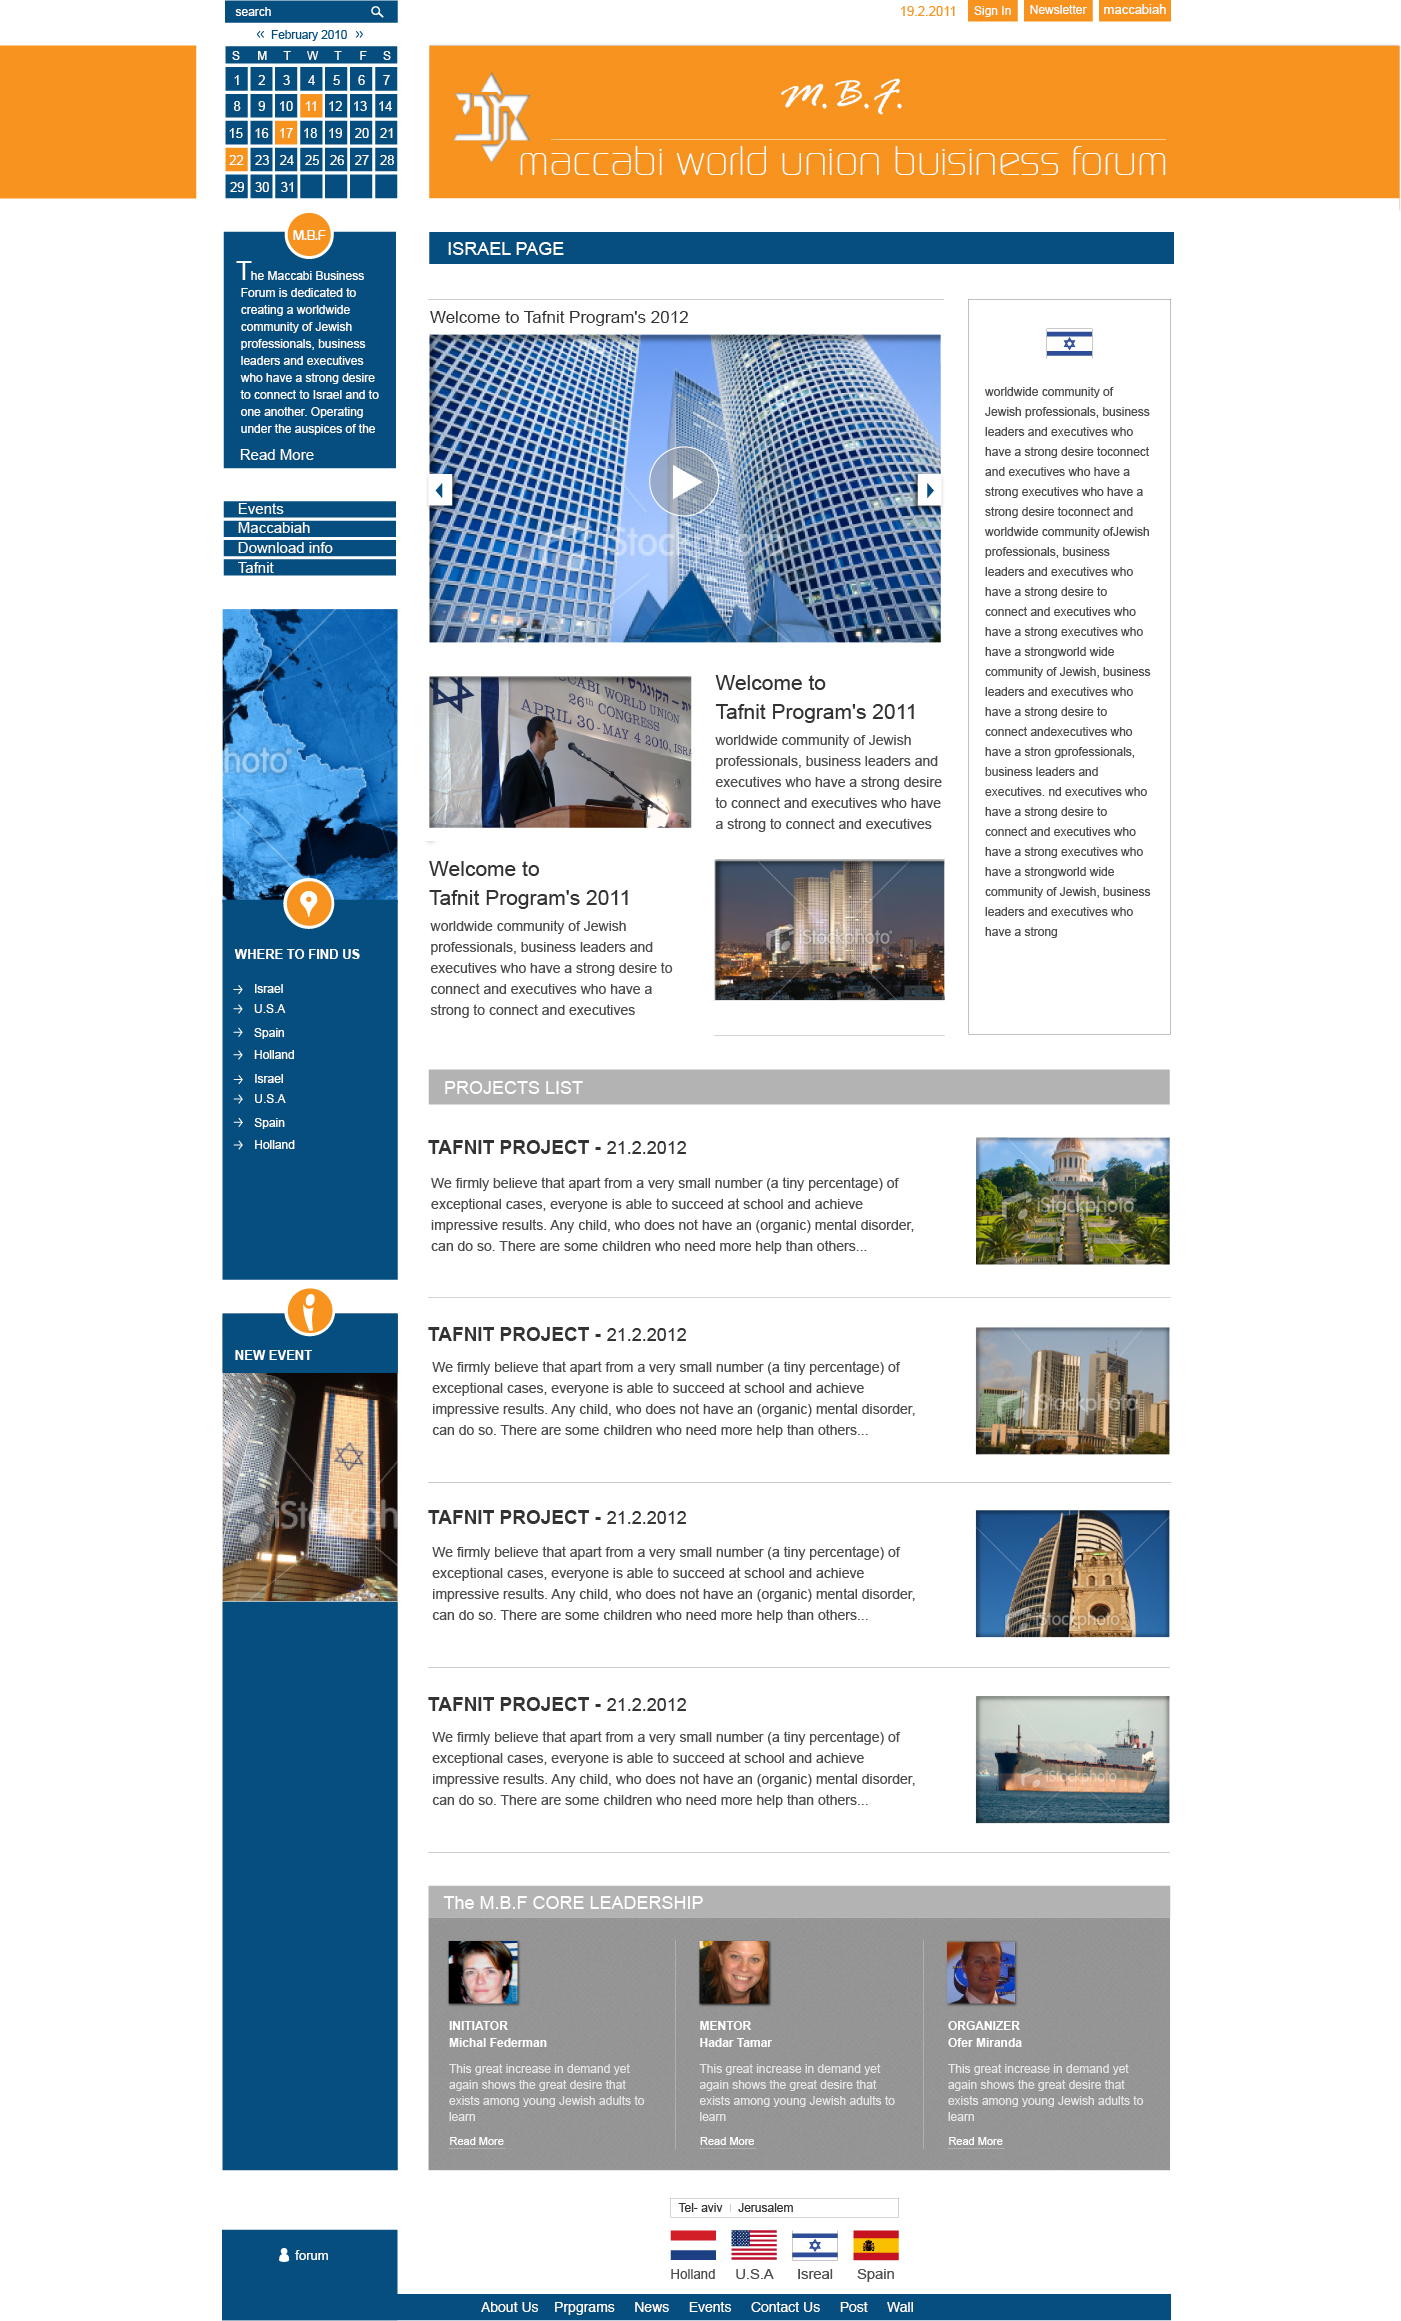 search
19.2.2011 Sign In Newsletter maccabiah
« February 2010 »
S M T W T F S
1 2 3 4 5 6 7
8 9 10 11 12 13 14
15 16 17 18 19 20 21
22 23 24 25 26 27 28
29 30 31
M.B.F.
maccabi world union buisiness forum
M.B.F
The Maccabi Business
Forum is dedicated to
creating a worldwide
community of Jewish
professionals, business
leaders and executives
who have a strong desire
to connect to Israel and to
one another. Operating
under the auspices of the
Read More
Events
Maccabiah
Download info
Tafnit
photo
WHERE TO FIND US
Israel
U.S.A
Spain
Holland
Israel
U.S.A
Spain
Holland
NEW EVENT
iStockph
ISRAEL PAGE
Welcome to Tafnit Program's 2012
iStockphoto
CCABI WORLD UNION
26th CONGRESS
APRIL 30 - MAY 4 2010, ISR
Welcome to
Tafnit Program's 2011
worldwide community of Jewish
professionals, business leaders and
executives who have a strong desire
to connect and executives who have
a strong to connect and executives
Welcome to
Tafnit Program's 2011
worldwide community of Jewish
professionals, business leaders and
executives who have a strong desire to
connect and executives who have a
strong to connect and executives
iStockphoto
worldwide community of
Jewish professionals, business
leaders and executives who
have a strong desire toconnect
and executives who have a
strong executives who have a
strong desire toconnect and
worldwide community ofJewish
professionals, business
leaders and executives who
have a strong desire to
connect and executives who
have a strong executives who
have a strongworld wide
community of Jewish, business
leaders and executives who
have a strong desire to
connect andexecutives who
have a stron gprofessionals,
business leaders and
executives. nd executives who
have a strong desire to
connect and executives who
have a strong executives who
have a strongworld wide
community of Jewish, business
leaders and executives who
have a strong
PROJECTS LIST
TAFNIT PROJECT - 21.2.2012
We firmly believe that apart from a very small number (a tiny percentage) of
exceptional cases, everyone is able to succeed at school and achieve
impressive results. Any child, who does not have an (organic) mental disorder,
can do so. There are some children who need more help than others...
iStockphoto
TAFNIT PROJECT - 21.2.2012
We firmly believe that apart from a very small number (a tiny percentage) of
exceptional cases, everyone is able to succeed at school and achieve
impressive results. Any child, who does not have an (organic) mental disorder,
can do so. There are some children who need more help than others...
iStockphoto
TAFNIT PROJECT - 21.2.2012
We firmly believe that apart from a very small number (a tiny percentage) of
exceptional cases, everyone is able to succeed at school and achieve
impressive results. Any child, who does not have an (organic) mental disorder,
can do so. There are some children who need more help than others...
iStockphoto
TAFNIT PROJECT - 21.2.2012
We firmly believe that apart from a very small number (a tiny percentage) of
exceptional cases, everyone is able to succeed at school and achieve
impressive results. Any child, who does not have an (organic) mental disorder,
can do so. There are some children who need more help than others...
iStockphoto
The M.B.F CORE LEADERSHIP
INITIATOR
Michal Federman
This great increase in demand yet
again shows the great desire that
exists among young Jewish adults to
learn
Read More
MENTOR
Hadar Tamar
This great increase in demand yet
again shows the great desire that
exists among young Jewish adults to
learn
Read More
ORGANIZER
Ofer Miranda
This great increase in demand yet
again shows the great desire that
exists among young Jewish adults to
learn
Read More
Tel- aviv | Jerusalem
Holland U.S.A Isreal Spain
forum
About Us Prpgrams News Events Contact Us Post Wall